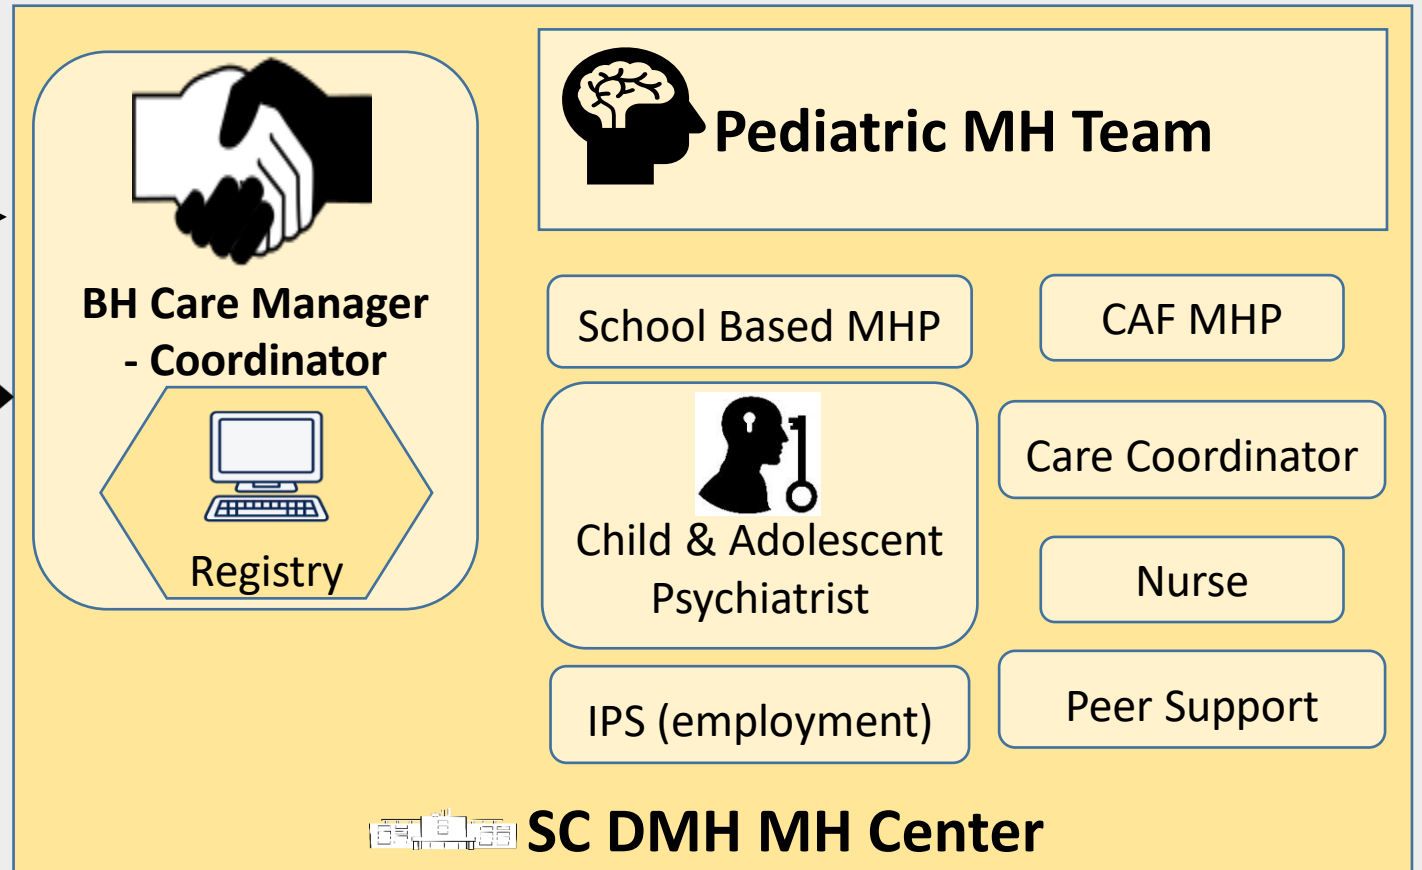 BH Care Manager
- Coordinator
Registry
Pediatric MH Team
School Based MHP
CAF MHP
Child & Adolescent
Psychiatrist
Care Coordinator
Nurse
IPS (employment)
Peer Support
SC DMH MH Center